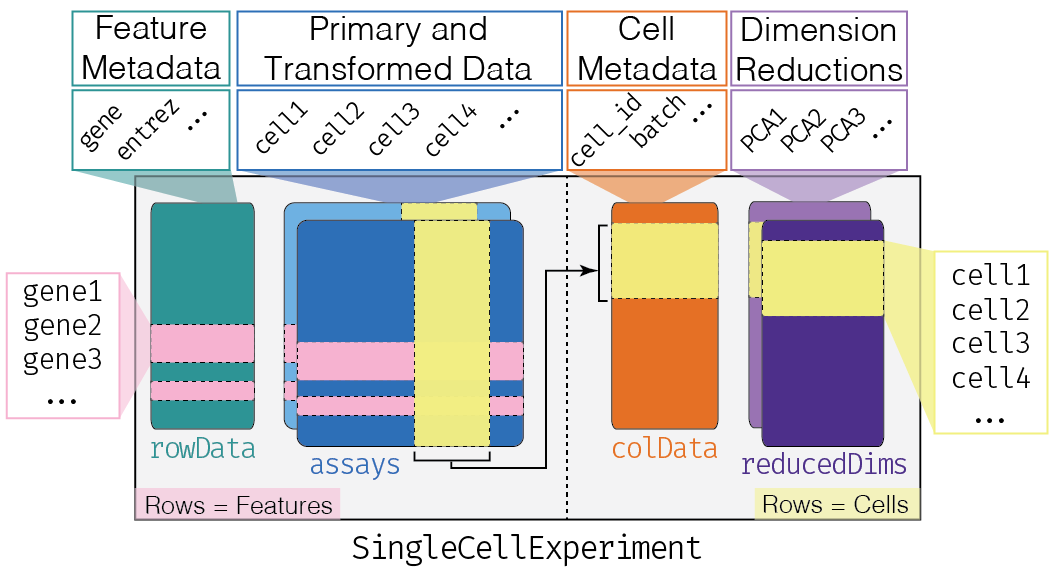 Feature
Metadata
Primary and
Transformed Data
Cell
Metadata
Dimension
Reductions
gene
entrez
...
cell1
cell2
cell3
cell4
...
cell_id
batch
...
PCA1
PCA2
PCA3
...
gene1
gene2
gene3
...
cell1
cell2
cell3
cell4
...
rowData
assays
colData
reducedDims
Rows = Features
Rows = Cells
SingleCellExperiment